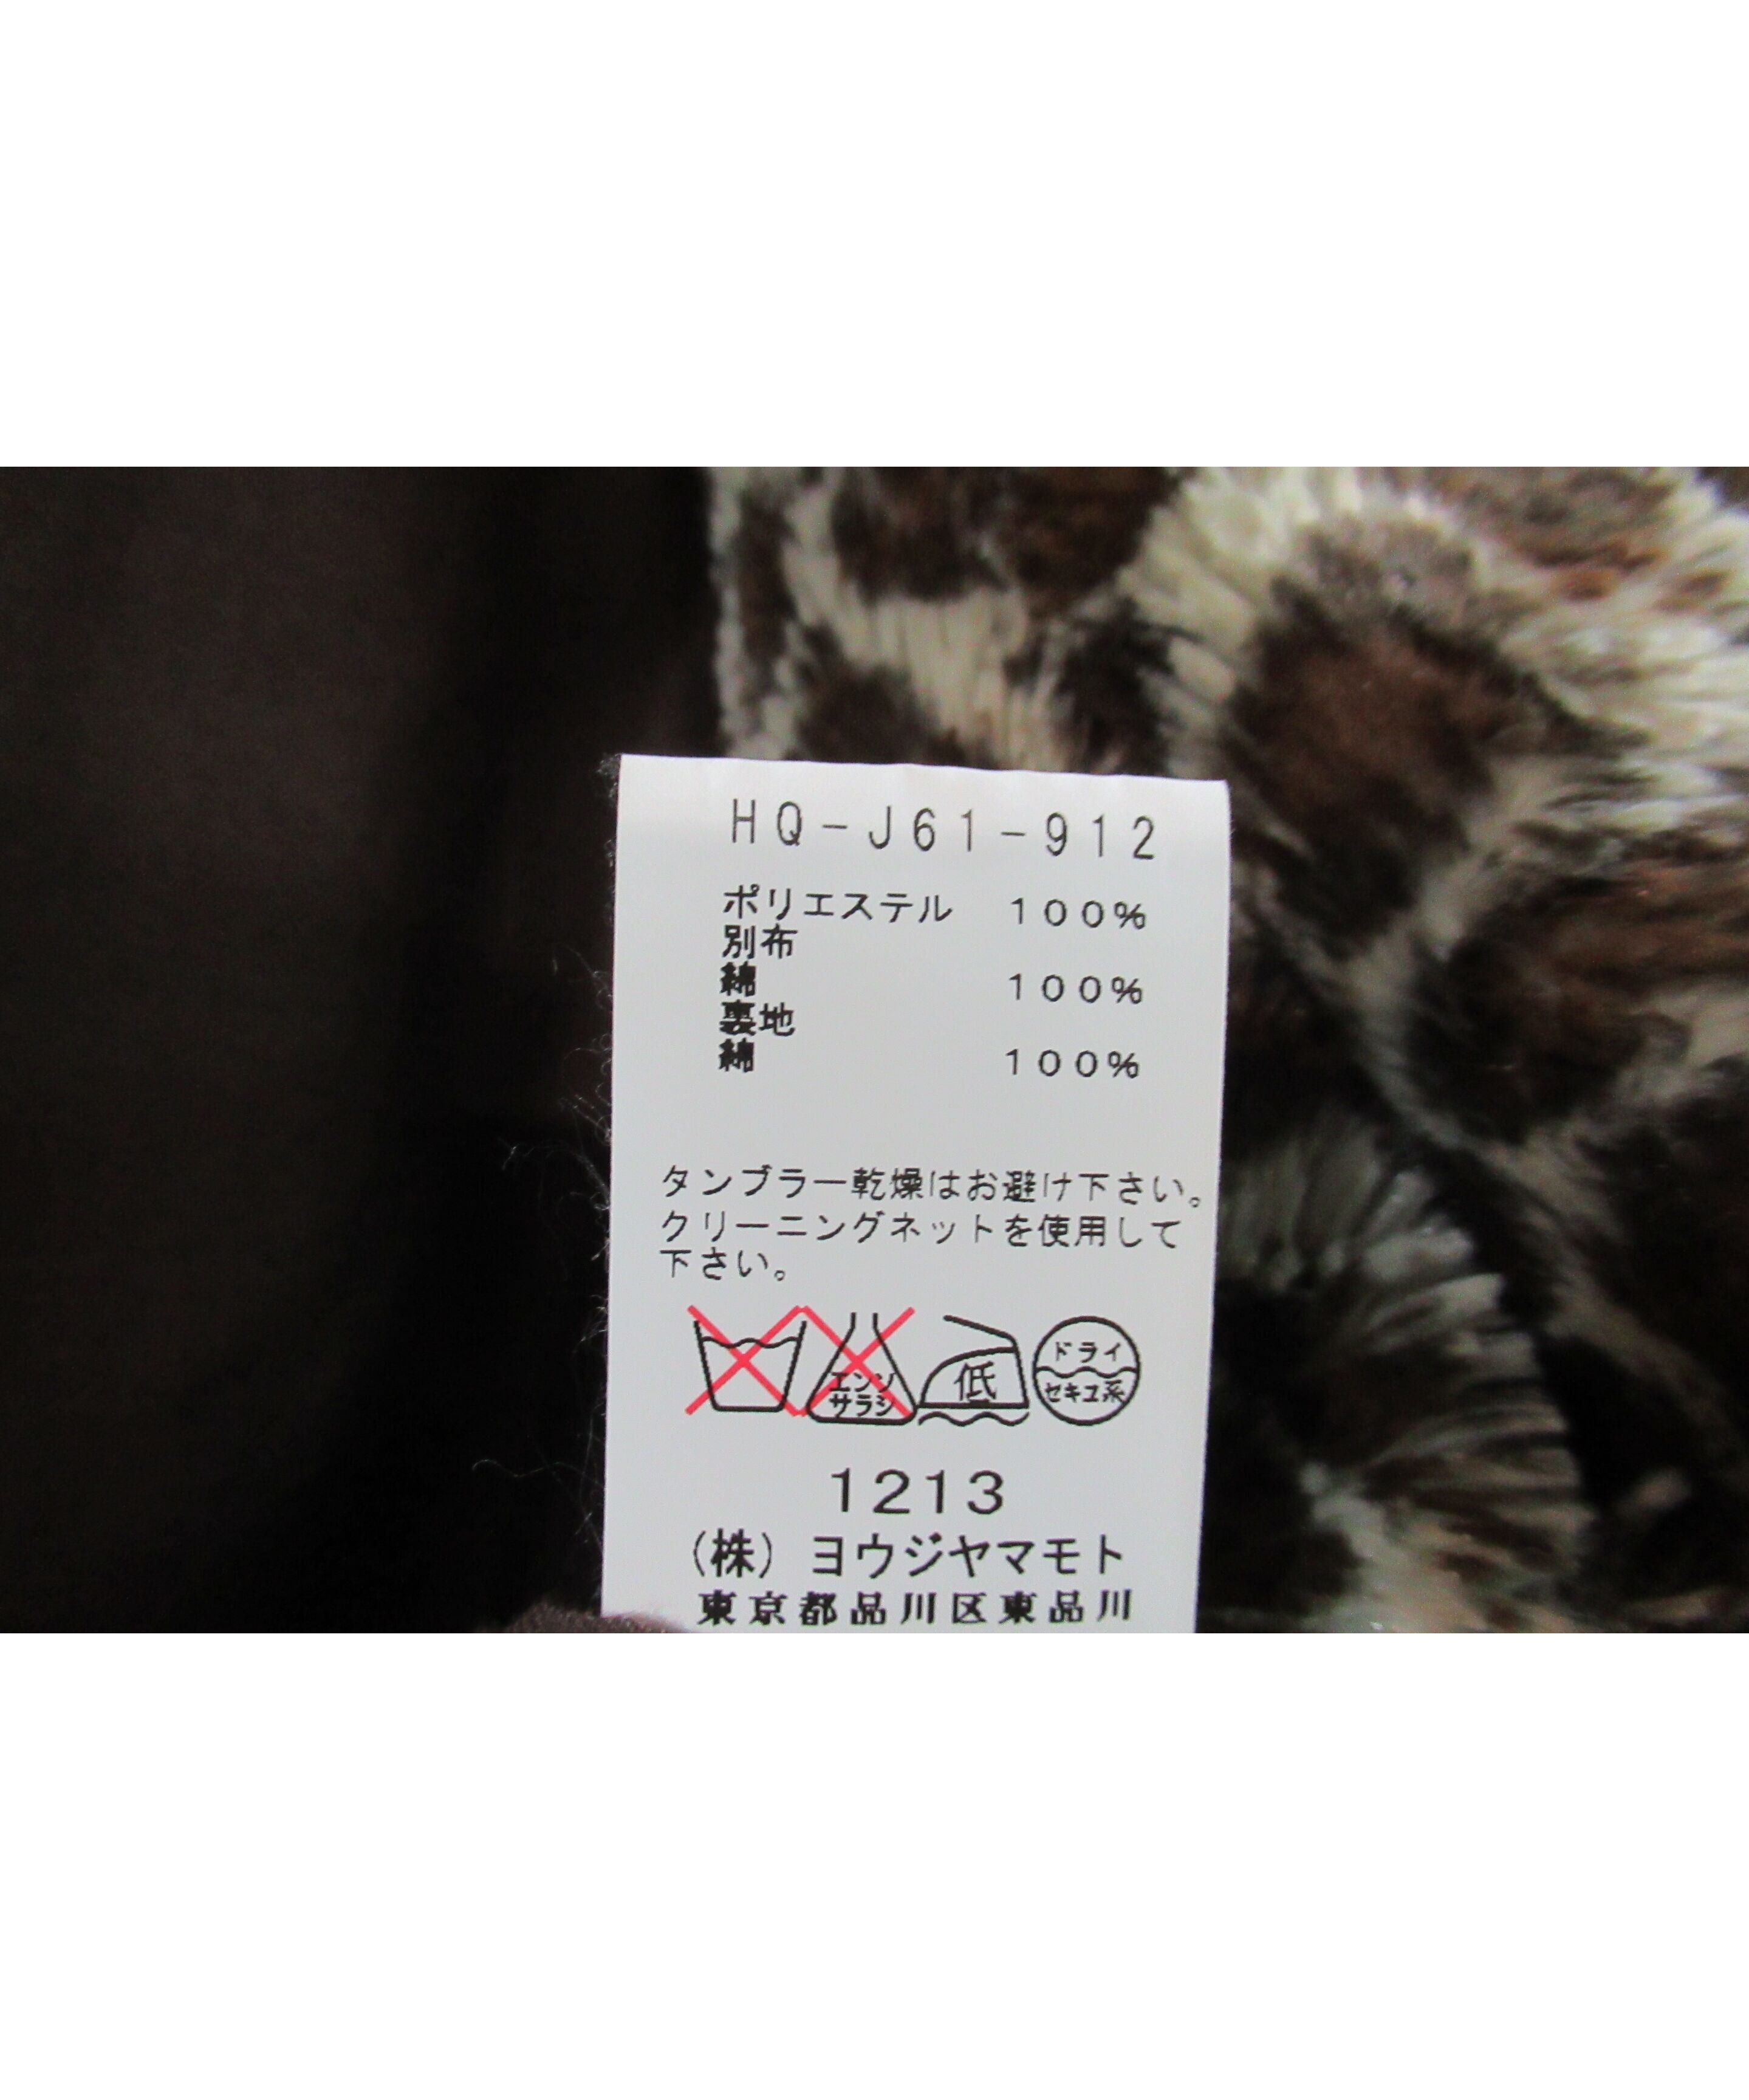 HQ-J61-912
ポリエステル 100%
別布
綿 100%
裏地
綿 100%
タンブラー乾燥はお避け下さい。
クリーニングネットを使用して
下さい。
エンソ
サラシ
低
ドライ
セキユ系
1213
(株)ヨウジヤマモト
東京都品川区東品川